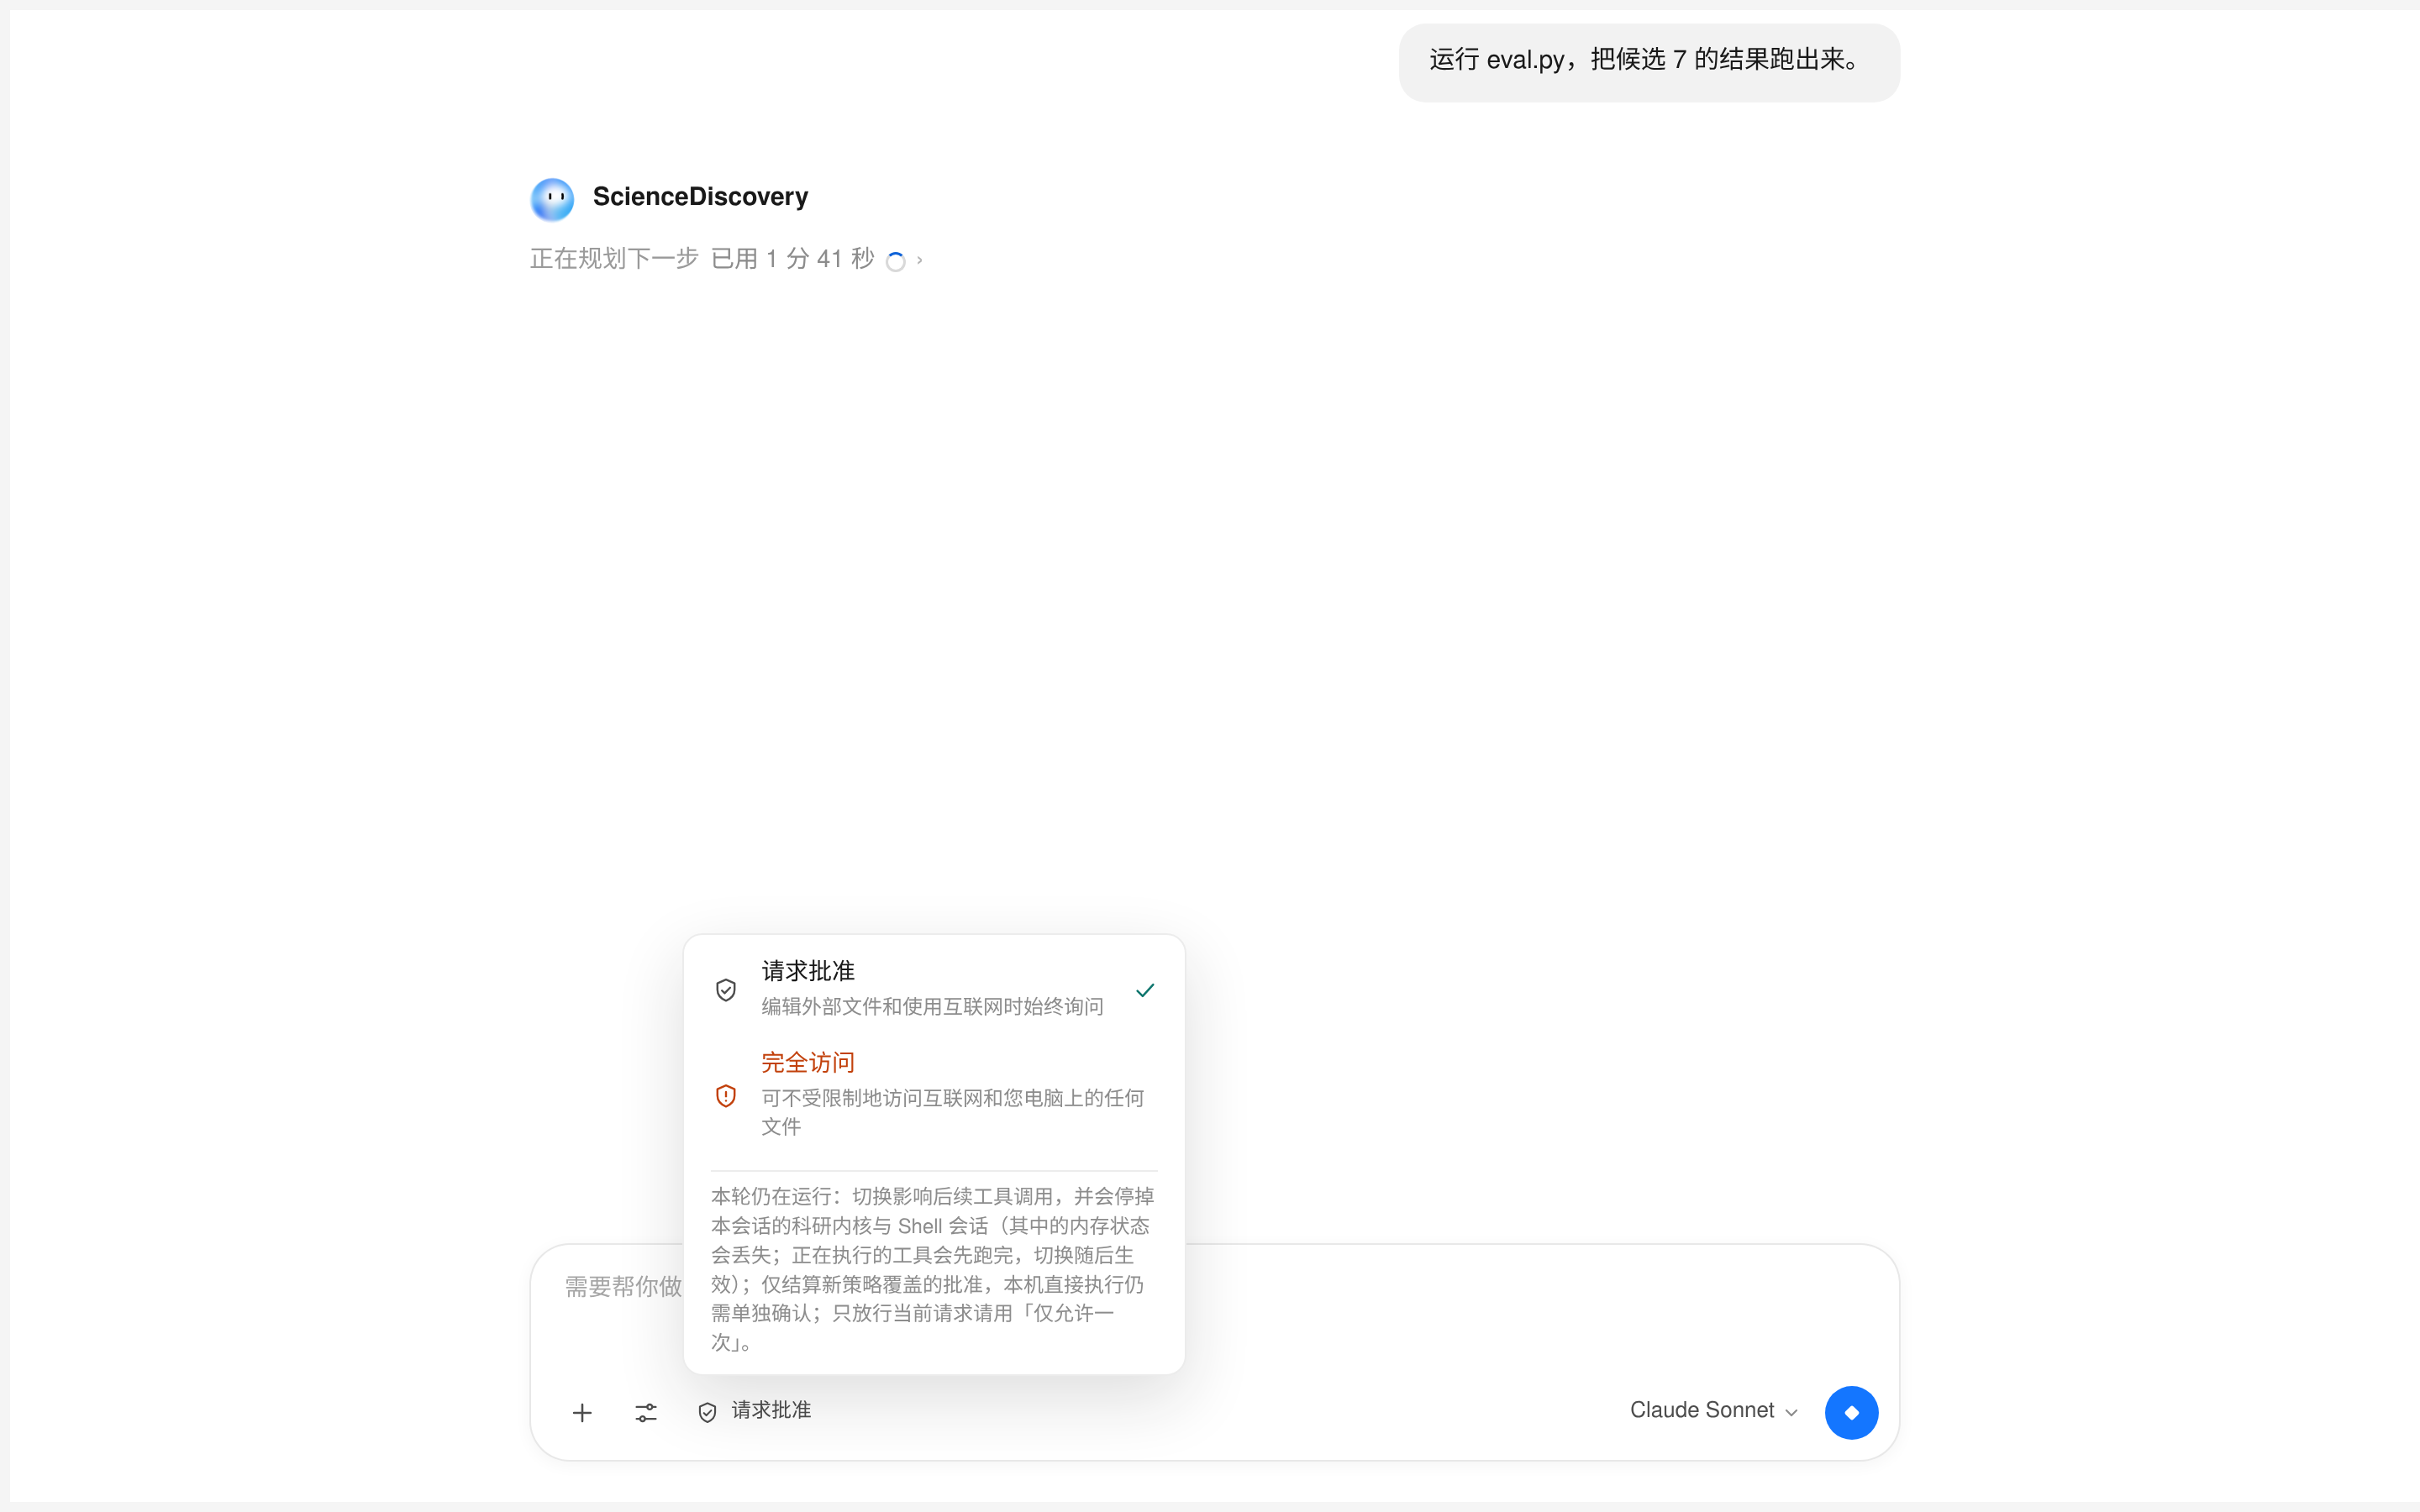 运行 eval.py，把候选 7 的结果跑出来。
ScienceDiscovery
正在规划下一步 已用 1 分 41 秒
请求批准
编辑外部文件和使用互联网时始终询问
完全访问
可不受限制地访问互联网和您电脑上的任何
文件
本轮仍在运行：切换影响后续工具调用，并会停掉
本会话的科研内核与 Shell 会话（其中的内存状态
会丢失；正在执行的工具会先跑完，切换随后生
效）；仅结算新策略覆盖的批准，本机直接执行仍
需单独确认；只放行当前请求请用「仅允许一
次」。
需要帮你做
请求批准
Claude Sonnet